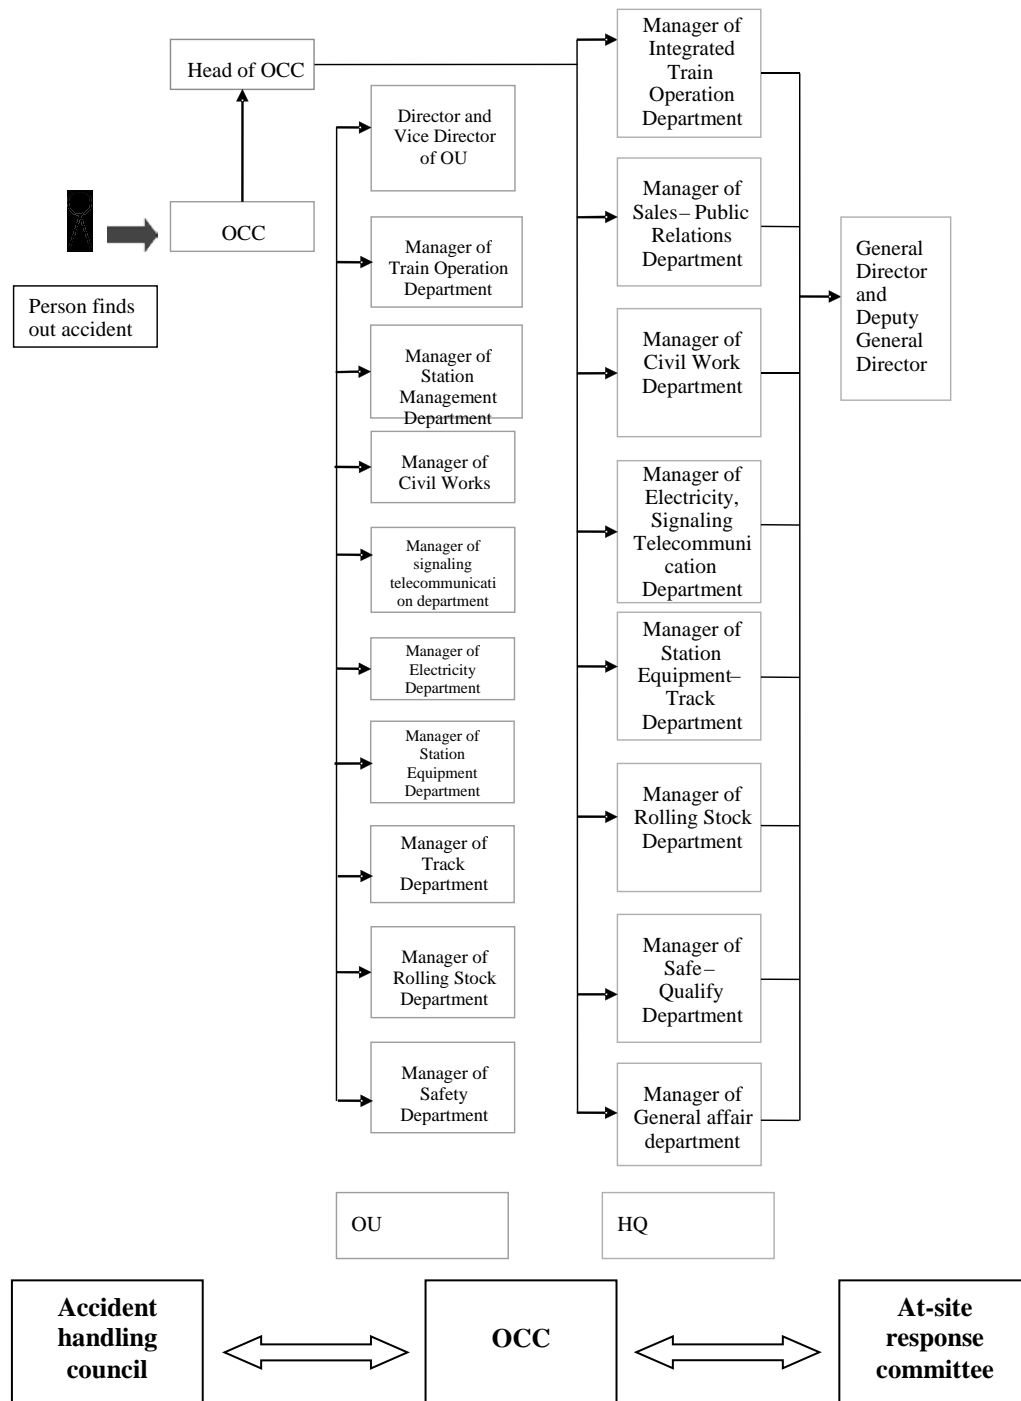 Head of OCC
OCC
Person finds
out accident
Director and
Vice Director
of OU
Manager of
Train Operation
Department
Manager of
Station
Management
Department
Manager of
Civil Works
Manager of
signaling
telecommunicati
on department
Manager of
Electricity
Department
Manager of
Station
Equipment
Department
Manager of
Track
Department
Manager of
Rolling Stock
Department
Manager of
Safety
Department
OU
Manager of
Integrated
Train
Operation
Department
Manager of
Sales– Public
Relations
Department
Manager of
Civil Work
Department
Manager of
Electricity,
Signaling
Telecommuni
cation
Department
Manager of
Station
Equipment–
Track
Department
Manager of
Rolling Stock
Department
Manager of
Safe–
Qualify
Department
Manager of
General affair
department
HQ
General
Director
and
Deputy
General
Director
Accident
handling
council
OCC
At-site
response
committee